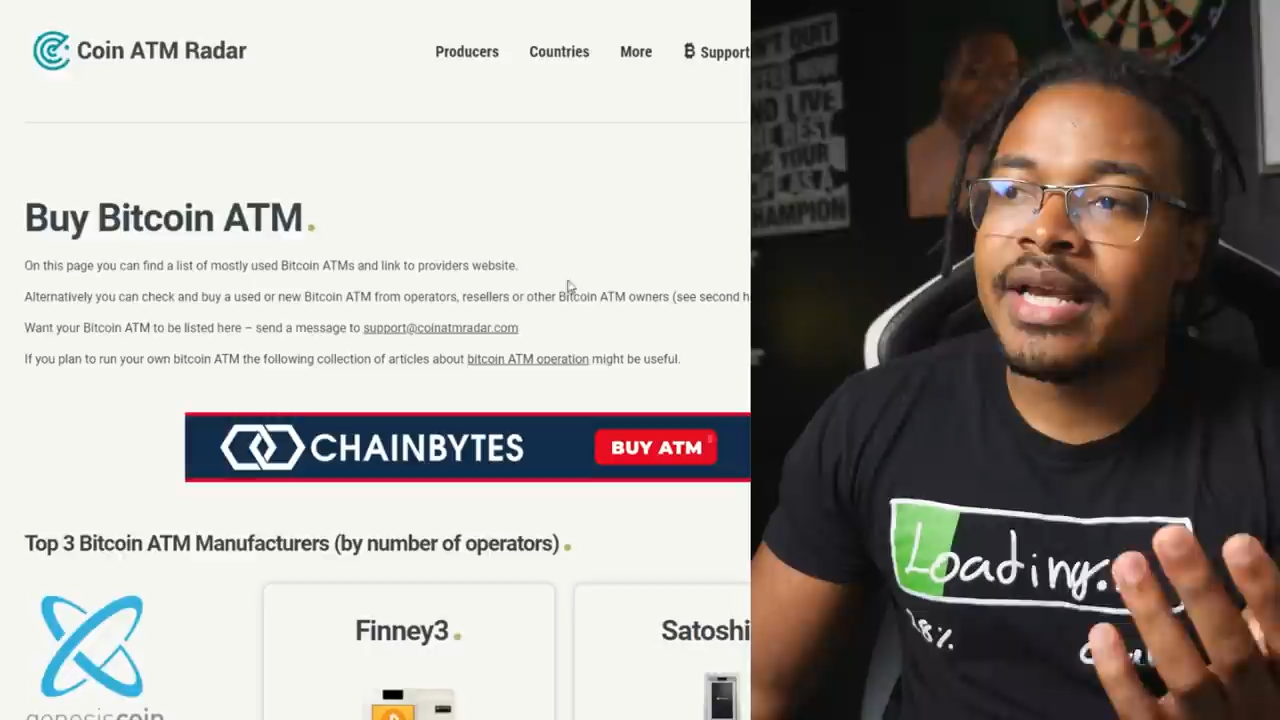 Coin ATM Radar
Producers Countries More Support
Buy Bitcoin ATM.
On this page you can find a list of mostly used Bitcoin ATMs and link to providers website.
Alternatively you can check and buy a used or new Bitcoin ATM from operators, resellers or other Bitcoin ATM owners (see second h
Want your Bitcoin ATM to be listed here – send a message to support@coinatmradar.com
If you plan to run your own bitcoin ATM the following collection of articles about bitcoin ATM operation might be useful.
CHAINBYTES BUY ATM
Top 3 Bitcoin ATM Manufacturers (by number of operators).
Finney3. Satoshi
genesiscoin
QUIT
LIVE
YOUR
CHAMPION
Loading..